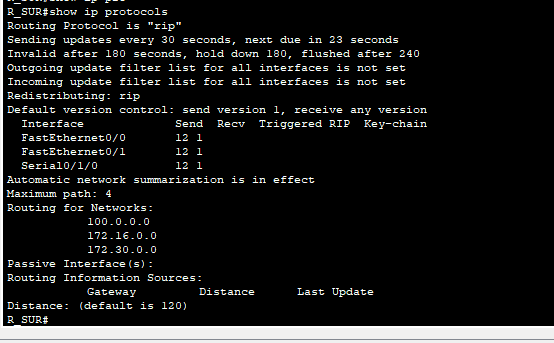 R_SUR#show ip protocols
Routing Protocol is "rip"
Sending updates every 30 seconds, next due in 23 seconds
Invalid after 180 seconds, hold down 180, flushed after 240
Outgoing update filter list for all interfaces is not set
Incoming update filter list for all interfaces is not set
Redistributing: rip
Default version control: send version 1, receive any version
  Interface             Send  Recv  Triggered RIP  Key-chain
  FastEthernet0/0       12 1
  FastEthernet0/1       12 1
  Serial0/1/0           12 1
Automatic network summarization is in effect
Maximum path: 4
Routing for Networks:
            100.0.0.0
            172.16.0.0
            172.30.0.0
Passive Interface(s):
Routing Information Sources:
            Gateway         Distance      Last Update
Distance: (default is 120)
R_SUR#